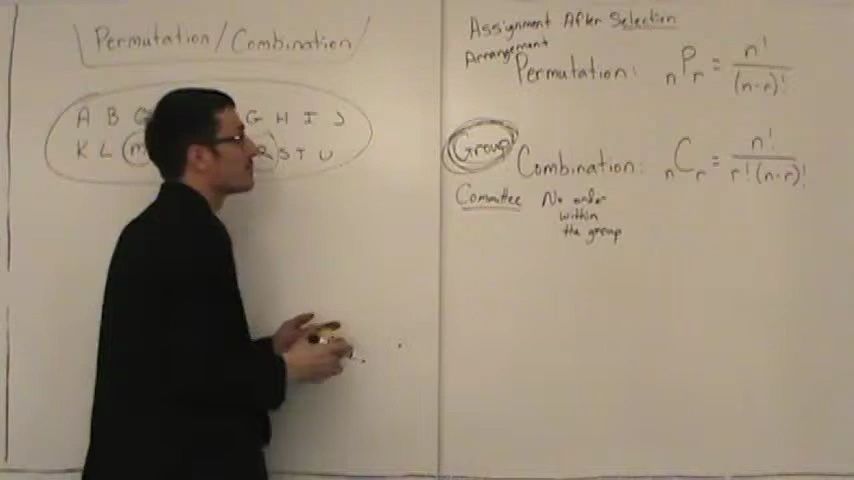 Permutation/Combination
A B C G H I J
K L M R S T U
Assignment After Selection
Arrangement
Permutation: nPr = n! / (n-r)!
Group
Combination: nCr = n! / r!(n-r)!
Committee
No order
within
the group